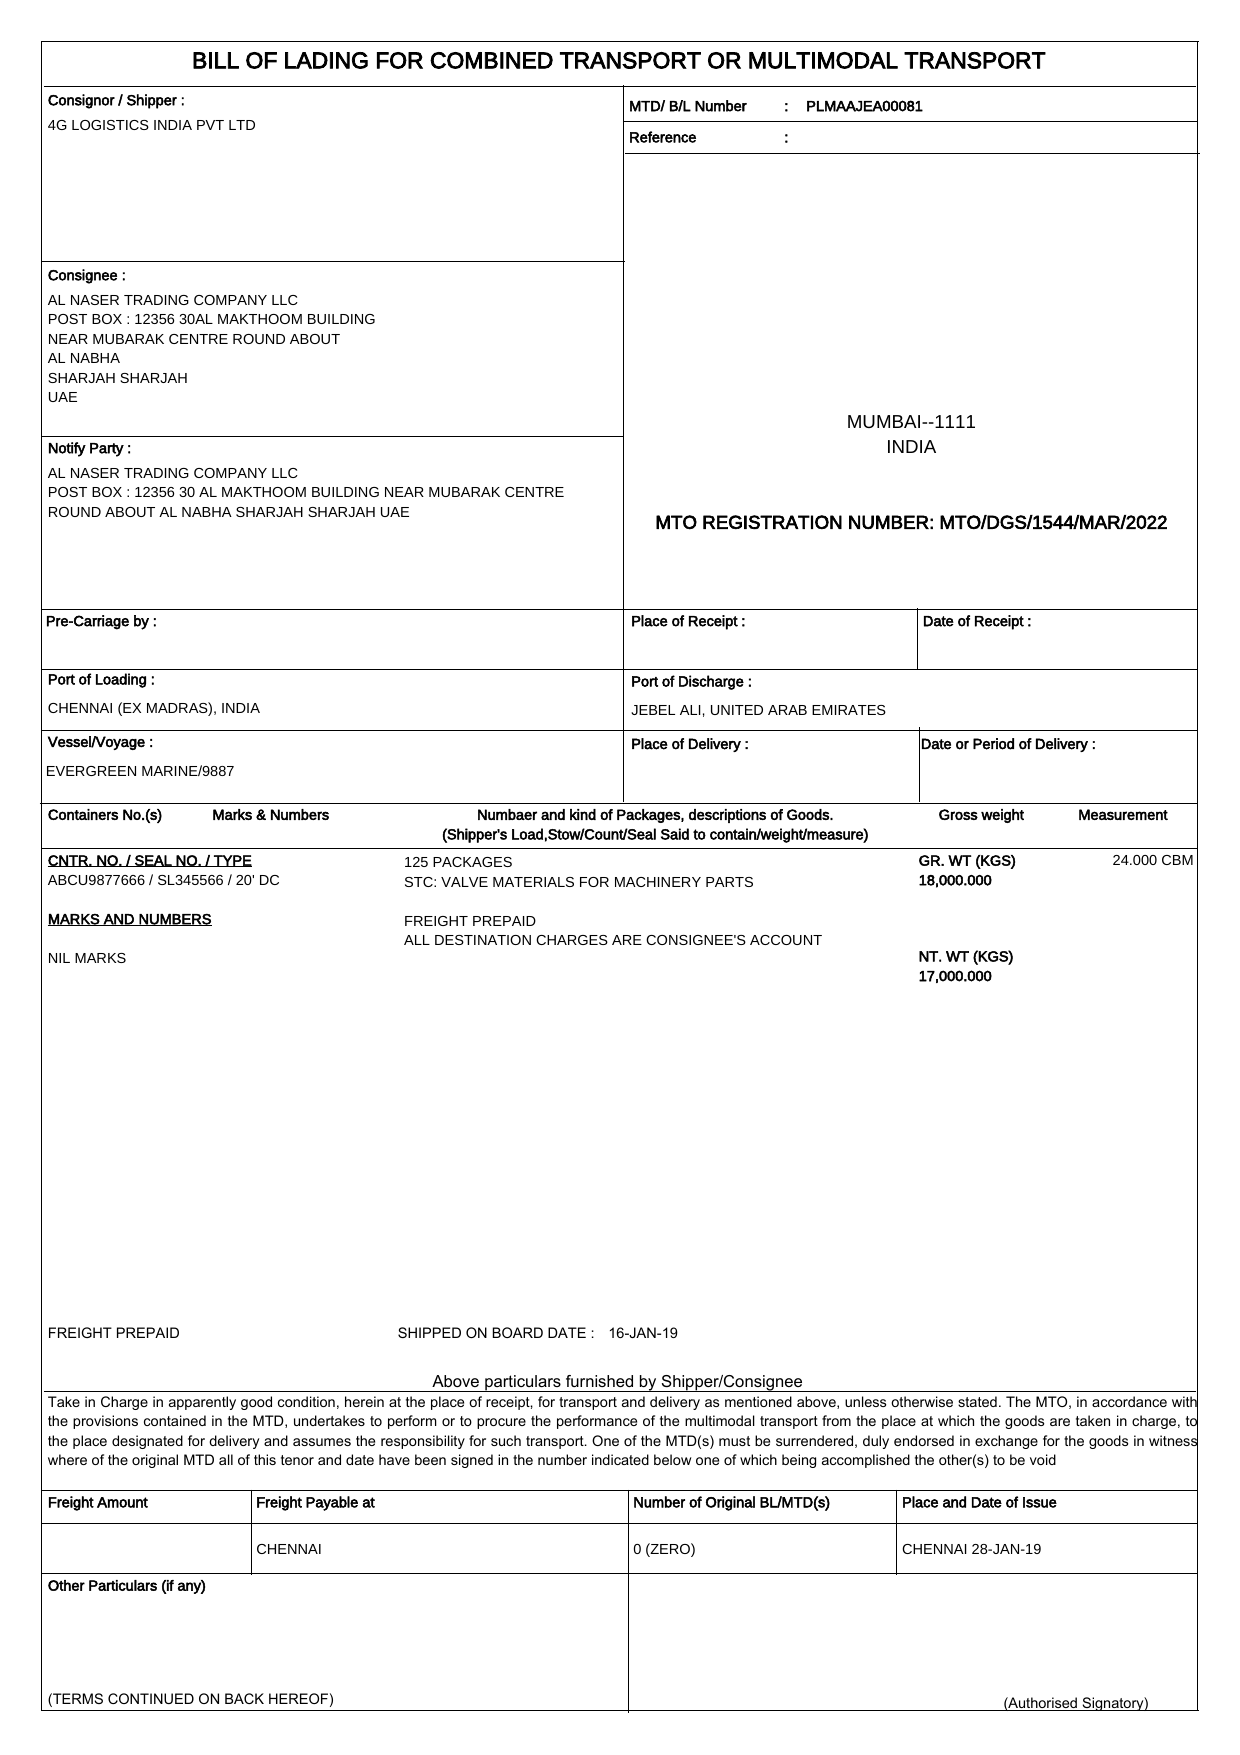 BILL OF LADING FOR COMBINED TRANSPORT OR MULTIMODAL TRANSPORT
Consignor / Shipper :
4G LOGISTICS INDIA PVT LTD
MTD/ B/L Number : PLMAAJEA00081
Reference :
Consignee :
AL NASER TRADING COMPANY LLC
POST BOX : 12356 30AL MAKTHOOM BUILDING
NEAR MUBARAK CENTRE ROUND ABOUT
AL NABHA
SHARJAH SHARJAH
UAE
MUMBAI--1111
INDIA
MTO REGISTRATION NUMBER: MTO/DGS/1544/MAR/2022
Notify Party :
AL NASER TRADING COMPANY LLC
POST BOX : 12356 30 AL MAKTHOOM BUILDING NEAR MUBARAK CENTRE
ROUND ABOUT AL NABHA SHARJAH SHARJAH UAE
Pre-Carriage by :
Place of Receipt :
Date of Receipt :
Port of Loading :
CHENNAI (EX MADRAS), INDIA
Port of Discharge :
JEBEL ALI, UNITED ARAB EMIRATES
Vessel/Voyage :
EVERGREEN MARINE/9887
Place of Delivery :
Date or Period of Delivery :
Containers No.(s) Marks & Numbers Numbaer and kind of Packages, descriptions of Goods. Gross weight Measurement
(Shipper's Load,Stow/Count/Seal Said to contain/weight/measure)
CNTR. NO. / SEAL NO. / TYPE 125 PACKAGES GR. WT (KGS) 24.000 CBM
ABCU9877666 / SL345566 / 20' DC STC: VALVE MATERIALS FOR MACHINERY PARTS 18,000.000
MARKS AND NUMBERS FREIGHT PREPAID
ALL DESTINATION CHARGES ARE CONSIGNEE'S ACCOUNT
NIL MARKS NT. WT (KGS)
17,000.000
FREIGHT PREPAID SHIPPED ON BOARD DATE : 16-JAN-19
Above particulars furnished by Shipper/Consignee
Take in Charge in apparently good condition, herein at the place of receipt, for transport and delivery as mentioned above, unless otherwise stated. The MTO, in accordance with
the provisions contained in the MTD, undertakes to perform or to procure the performance of the multimodal transport from the place at which the goods are taken in charge, to
the place designated for delivery and assumes the responsibility for such transport. One of the MTD(s) must be surrendered, duly endorsed in exchange for the goods in witness
where of the original MTD all of this tenor and date have been signed in the number indicated below one of which being accomplished the other(s) to be void
Freight Amount Freight Payable at Number of Original BL/MTD(s) Place and Date of Issue
CHENNAI 0 (ZERO) CHENNAI 28-JAN-19
Other Particulars (if any)
(TERMS CONTINUED ON BACK HEREOF)
(Authorised Signatory)